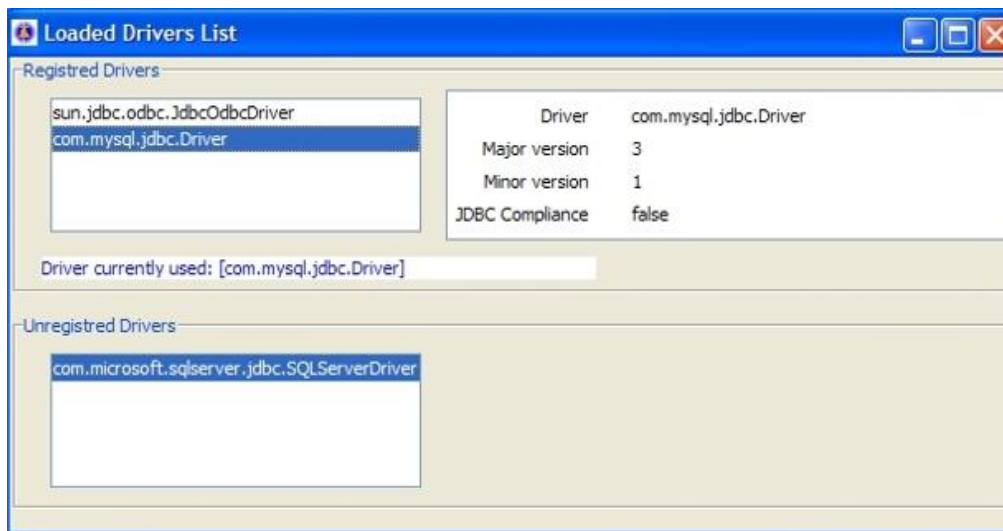 Loaded Drivers List
Registred Drivers
sun.jdbc.odbc.JdbcOdbcDriver
com.mysql.jdbc.Driver
Driver com.mysql.jdbc.Driver
Major version 3
Minor version 1
JDBC Compliance false
Driver currently used: [com.mysql.jdbc.Driver]
Unregistred Drivers
com.microsoft.sqlserver.jdbc.SQLServerDriver